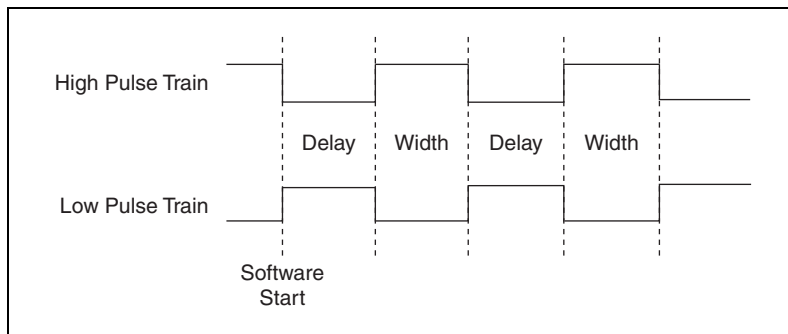 High Pulse Train
Delay Width Delay Width
Low Pulse Train
Software
Start